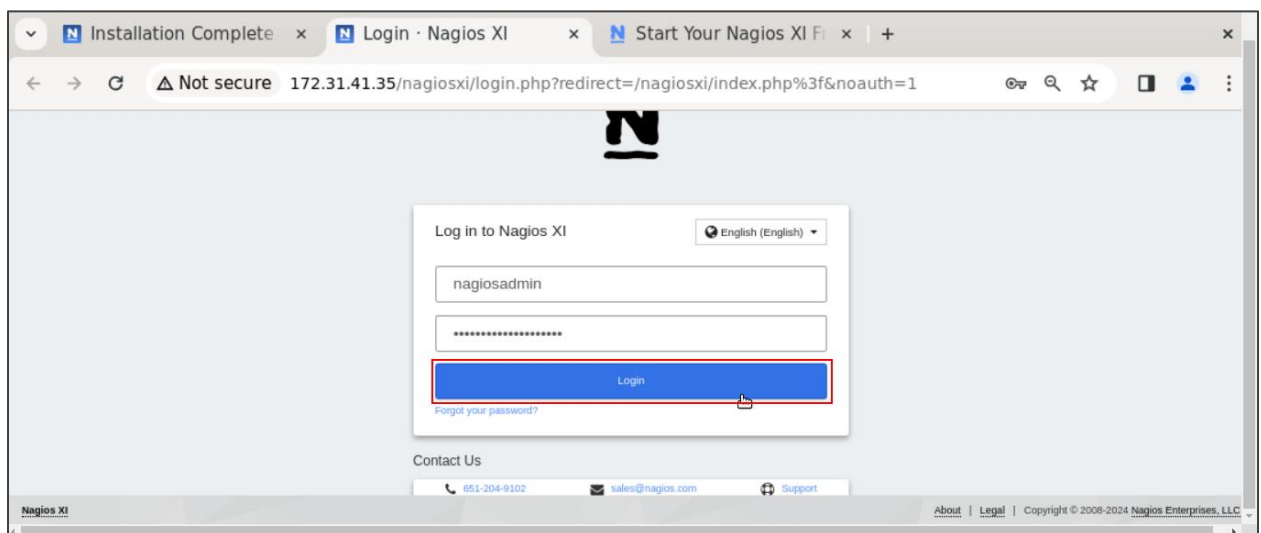 Installation Complete × Login · Nagios XI × Start Your Nagios XI Fr × +
Not secure 172.31.41.35/nagiosxi/login.php?redirect=/nagiosxi/index.php%3f&noauth=1
N
Log in to Nagios XI English (English)
nagiosadmin
••••••••••••••••••••
Login
Forgot your password?
Contact Us
651-204-9102 sales@nagios.com Support
Nagios XI About | Legal | Copyright © 2008-2024 Nagios Enterprises, LLC